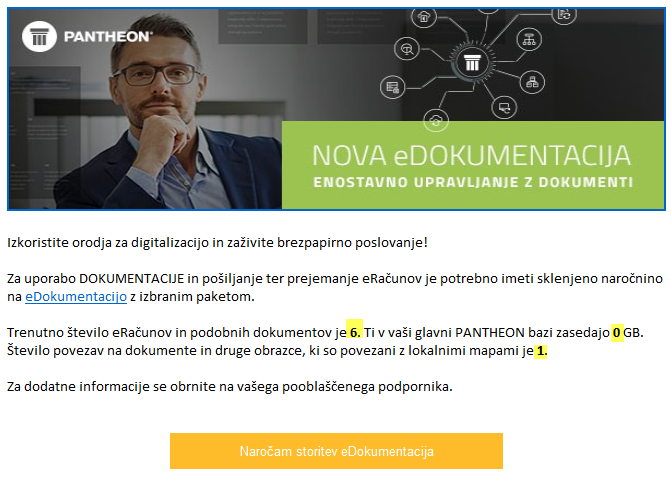 PANTHEON®
NOVA eDOKUMENTACIJA
ENOSTAVNO UPRAVLJANJE Z DOKUMENTI
Izkoristite orodja za digitalizacijo in zaživite brezpapirno poslovanje!
Za uporabo DOKUMENTACIJE in pošiljanje ter prejemanje eRačunov je potrebno imeti sklenjeno naročnino
na eDokumentacijo z izbranim paketom.
Trenutno število eRačunov in podobnih dokumentov je 6. Ti v vaši glavni PANTHEON bazi zasedajo 0 GB.
Število povezav na dokumente in druge obrazce, ki so povezani z lokalnimi mapami je 1.
Za dodatne informacije se obrnite na vašega pooblaščenega podpornika.
Naročam storitev eDokumentacija